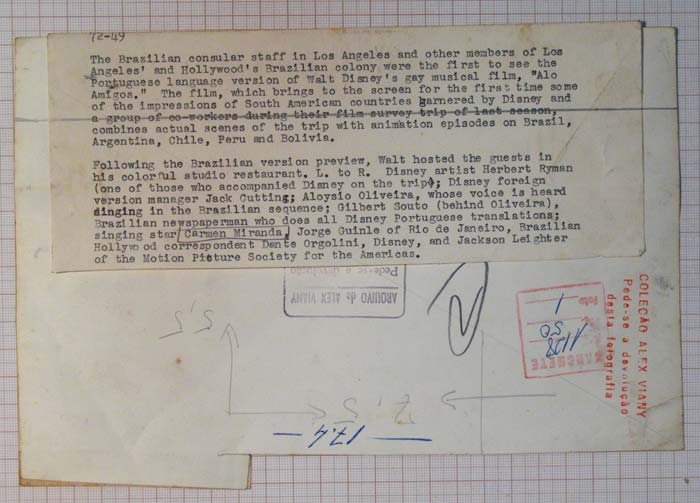 72-49
The Brazilian consular staff in Los Angeles and other members of Los
Angeles' and Hollywood's Brazilian colony were the first to see the
Portuguese language version of Walt Disney's gay musical film, "Alo
Amigos." The film, which brings to the screen for the first time some
of the impressions of South American countries garnered by Disney and
a group of co-workers during their film survey trip of last season,
combines actual scenes of the trip with animation episodes on Brazil,
Argentina, Chile, Peru and Bolivia.
Following the Brazilian version preview, Walt hosted the guests in
his colorful studio restaurant. L. to R. Disney artist Herbert Ryman
(one of those who accompanied Disney on the trip); Disney foreign
version manager Jack Cutting; Aloysio Oliveira, whose voice is heard
singing in the Brazilian sequence; Gilbert Souto (behind Oliveira),
Brazilian newspaperman who does all Disney Portuguese translations;
singing star Carmen Miranda, Jorge Guinle of Rio de Janeiro, Brazilian
Hollywood correspondent Dante Orgolini, Disney, and Jackson Leighter
of the Motion Picture Society for the Americas.
ARQUIVO de ALEX VIANY
Pede-se a devolução
COLEÇÃO ALEX VIANY
Pede-se a devolução
desta fotografia
MANCHETE
5.5
17.4